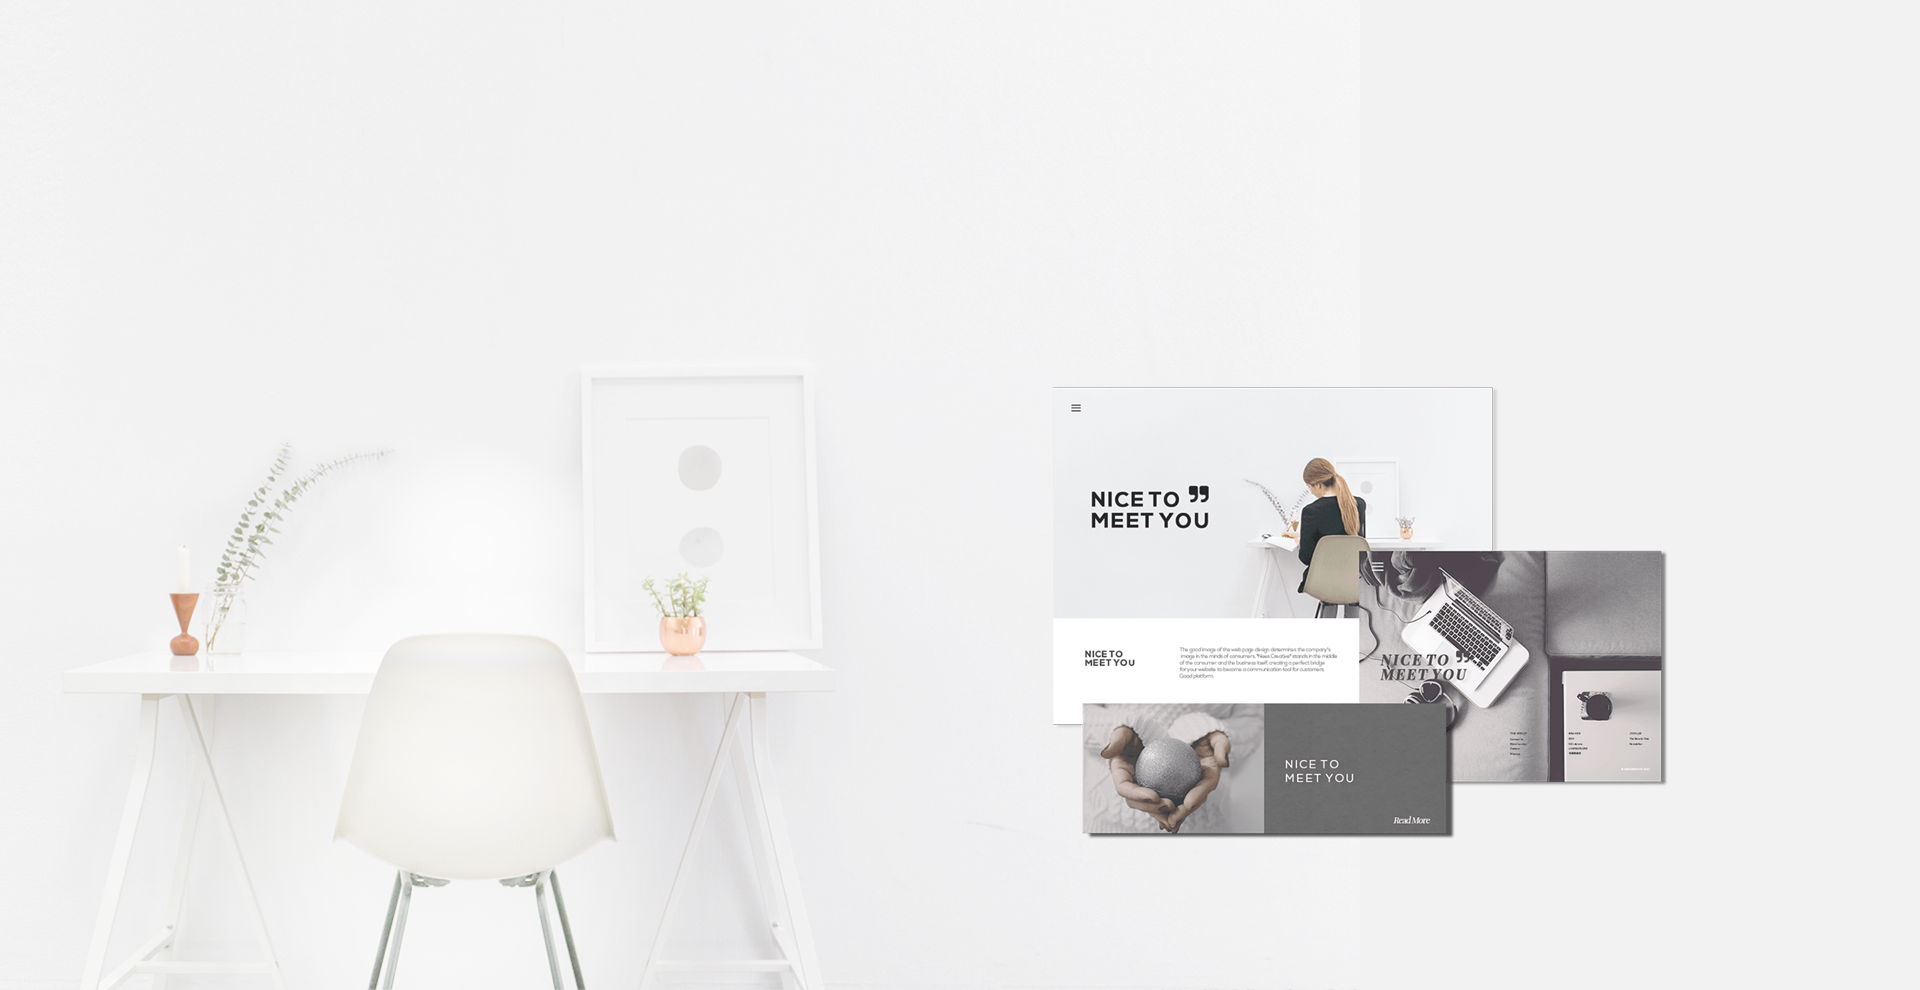 NICE TO ❞
MEET YOU
NICE TO
MEET YOU
The good image of the web page design determines the company's
image in the minds of consumers. "Nees Creative" stands in the middle
of the consumer and the business itself, creating a perfect bridge
for your website to become a communication tool for customers.
Good platform.
NICE TO ❞
MEET YOU
NICE TO
MEET YOU
Read More